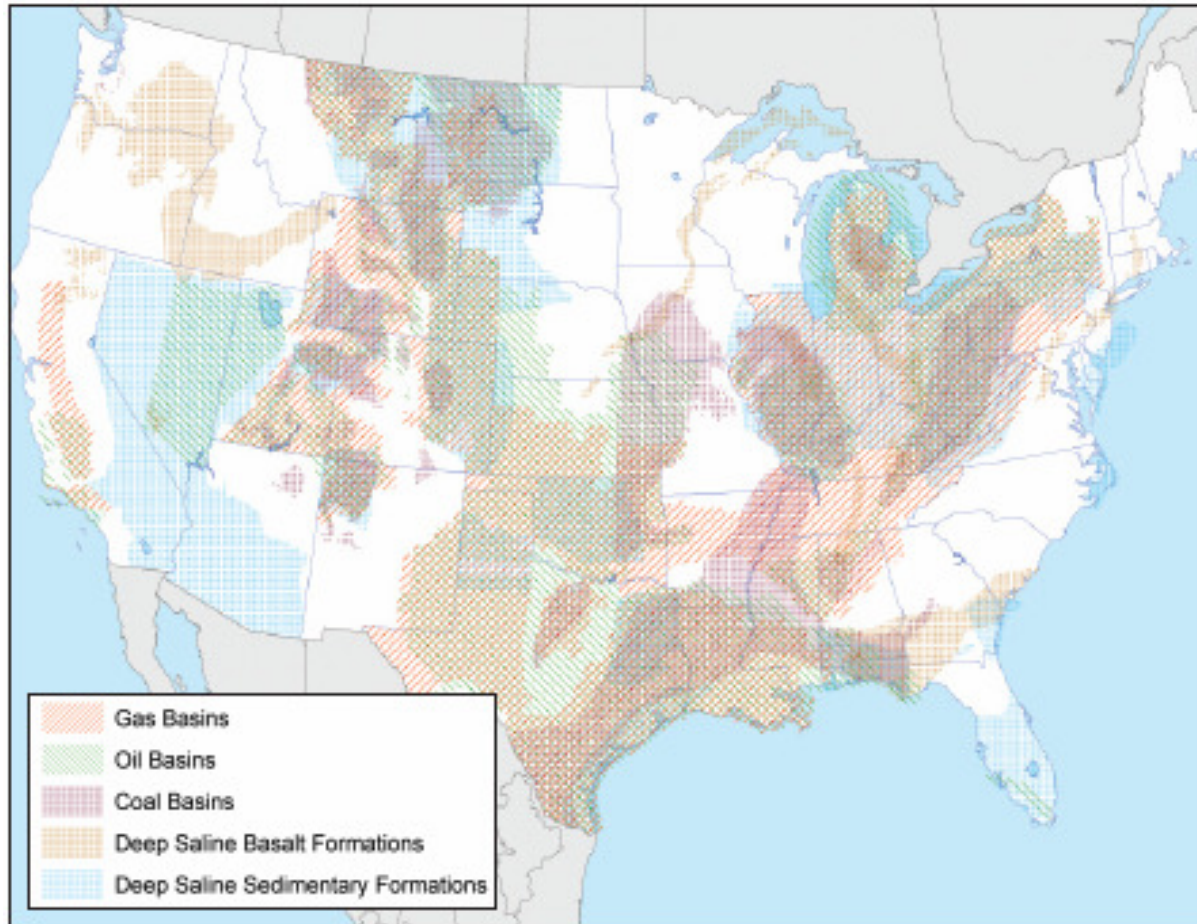 Gas Basins
Oil Basins
Coal Basins
Deep Saline Basalt Formations
Deep Saline Sedimentary Formations